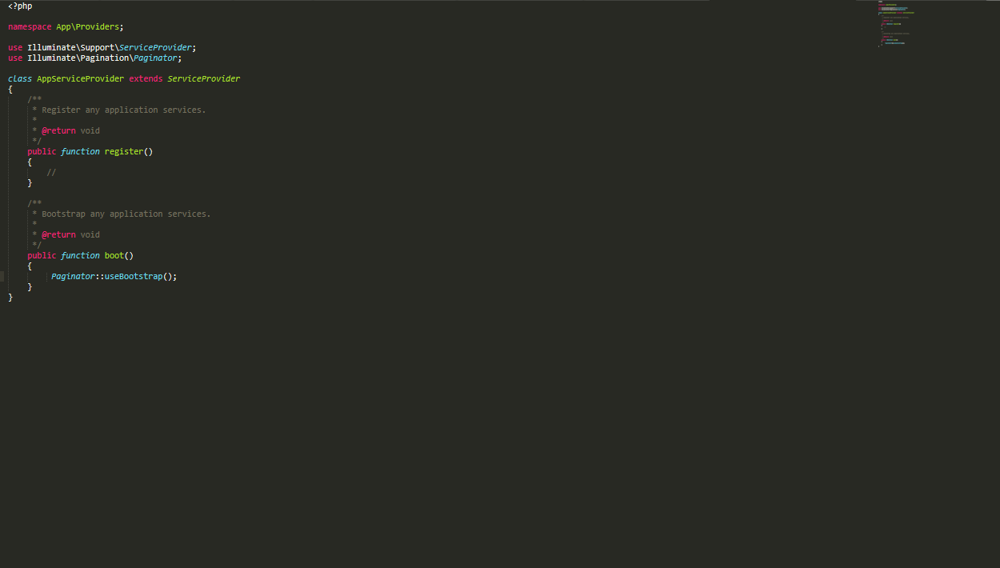 <?php
namespace App\Providers;
use Illuminate\Support\ServiceProvider;
use Illuminate\Pagination\Paginator;
class AppServiceProvider extends ServiceProvider
{
    /**
     * Register any application services.
     *
     * @return void
     */
    public function register()
    {
        //
    }
    /**
     * Bootstrap any application services.
     *
     * @return void
     */
    public function boot()
    {
         Paginator::useBootstrap();
    }
}